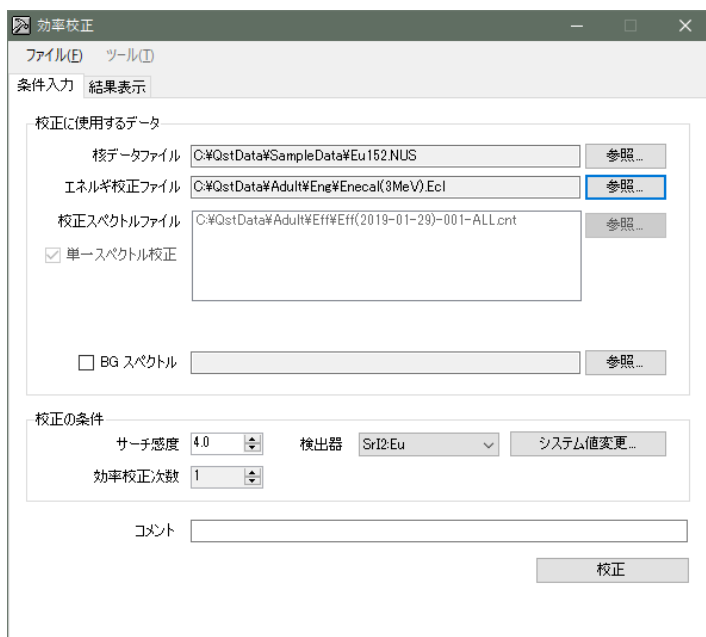 効率校正
ファイル(F) ツール(T)
条件入力 結果表示
校正に使用するデータ
核データファイル C:¥QstData¥SampleData¥Eu152.NUS 参照...
エネルギ校正ファイル C:¥QstData¥Adult¥Eng¥Enecal(3MeV).Ecl 参照...
校正スペクトルファイル C:¥QstData¥Adult¥Eff¥Eff(2019-01-29)-001-ALL.cnt 参照...
単一スペクトル校正
BG スペクトル 参照...
校正の条件
サーチ感度 4.0 検出器 SrI2:Eu システム値変更...
効率校正次数 1
コメント
校正